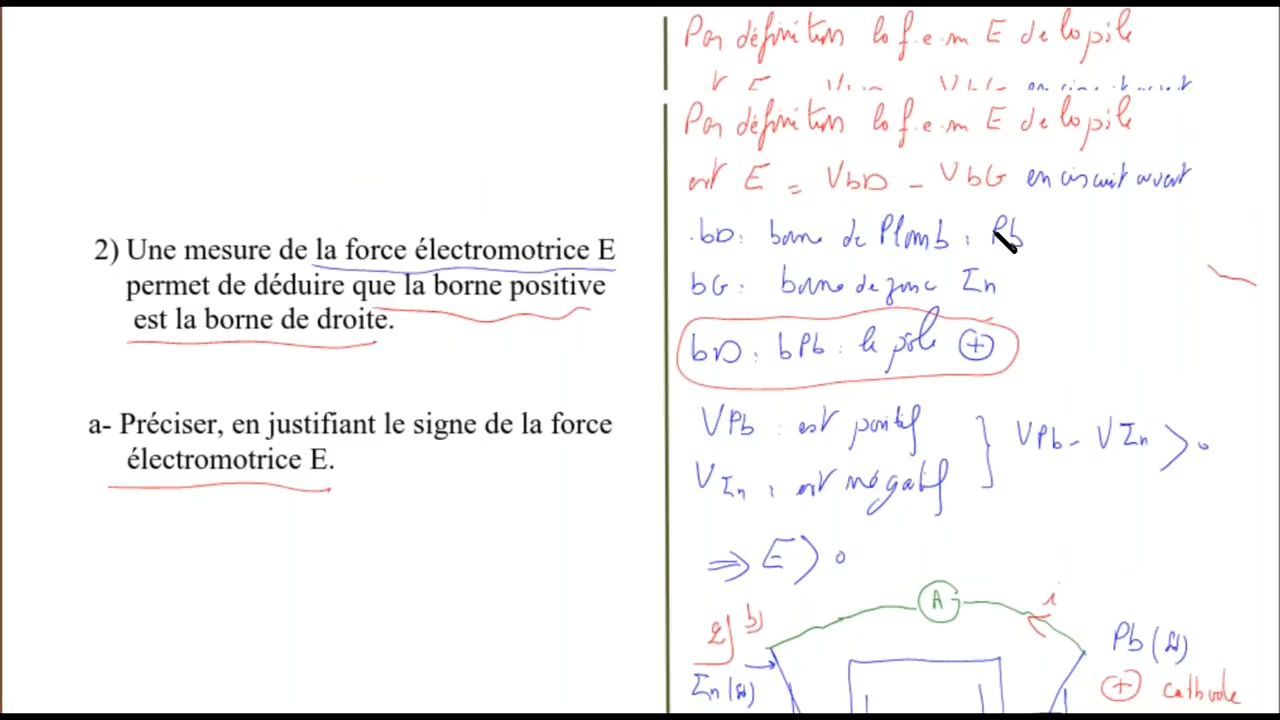 2) Une mesure de la force électromotrice E
permet de déduire que la borne positive
est la borne de droite.
a- Préciser, en justifiant le signe de la force
électromotrice E.
Par définition la f.e.m E de la pile
Par définition la f.e.m E de la pile
est E = VbD - VbG en circuit ouvert
bD: borne de Plomb: Pb
bG: borne de zinc Zn
bD: bPb: le pôle +
VPb: est positif
VZn: est négatif
} VPb - VZn > 0
⇒ E > 0
2) b)
A
i
Zn(s)
Pb(s)
+ cathode